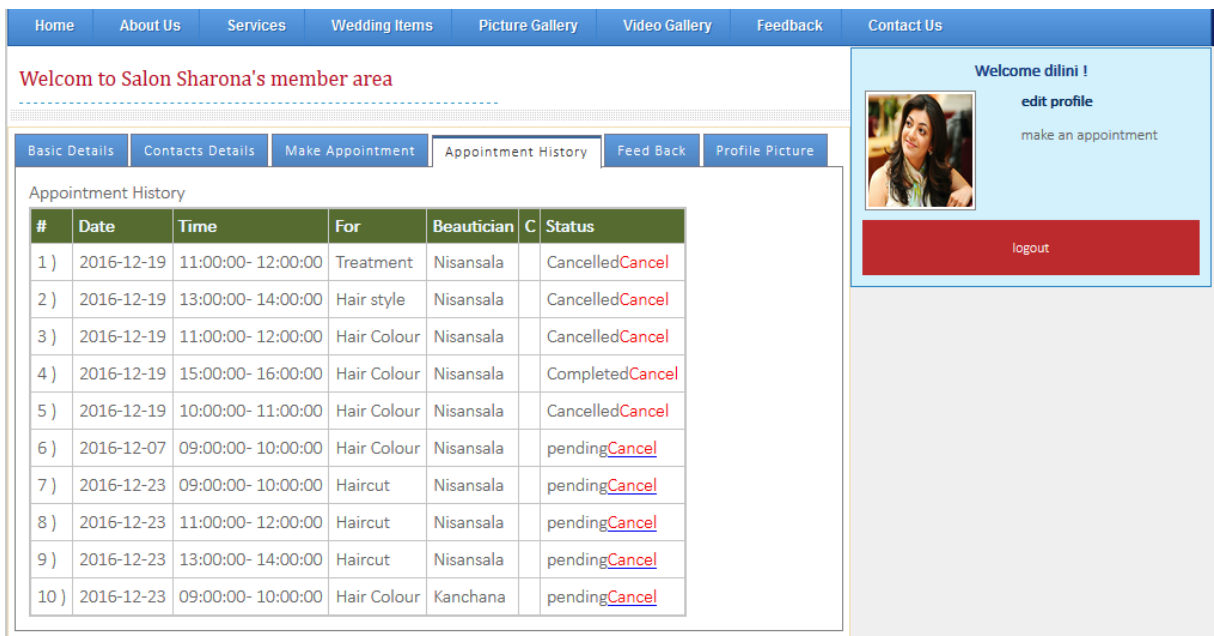 Home About Us Services Wedding Items Picture Gallery Video Gallery Feedback Contact Us
Welcom to Salon Sharona's member area
Welcome dilini !
edit profile
make an appointment
logout
Basic Details Contacts Details Make Appointment Appointment History Feed Back Profile Picture
Appointment History
# Date Time For Beautician C Status
1 ) 2016-12-19 11:00:00- 12:00:00 Treatment Nisansala CancelledCancel
2 ) 2016-12-19 13:00:00- 14:00:00 Hair style Nisansala CancelledCancel
3 ) 2016-12-19 11:00:00- 12:00:00 Hair Colour Nisansala CancelledCancel
4 ) 2016-12-19 15:00:00- 16:00:00 Hair Colour Nisansala CompletedCancel
5 ) 2016-12-19 10:00:00- 11:00:00 Hair Colour Nisansala CancelledCancel
6 ) 2016-12-07 09:00:00- 10:00:00 Hair Colour Nisansala pendingCancel
7 ) 2016-12-23 09:00:00- 10:00:00 Haircut Nisansala pendingCancel
8 ) 2016-12-23 11:00:00- 12:00:00 Haircut Nisansala pendingCancel
9 ) 2016-12-23 13:00:00- 14:00:00 Haircut Nisansala pendingCancel
10 ) 2016-12-23 09:00:00- 10:00:00 Hair Colour Kanchana pendingCancel